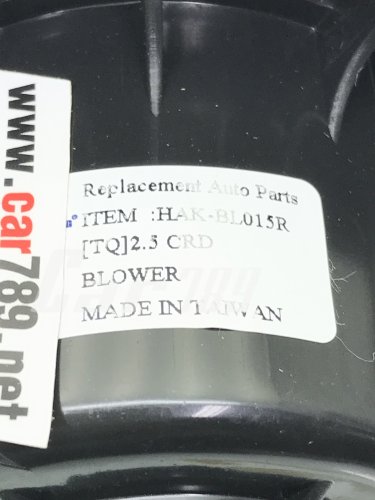 www.car789.net
Replacement Auto Parts
ITEM :HAK-BL015R
[TQ]2.5 CRD
BLOWER
MADE IN TAIWAN